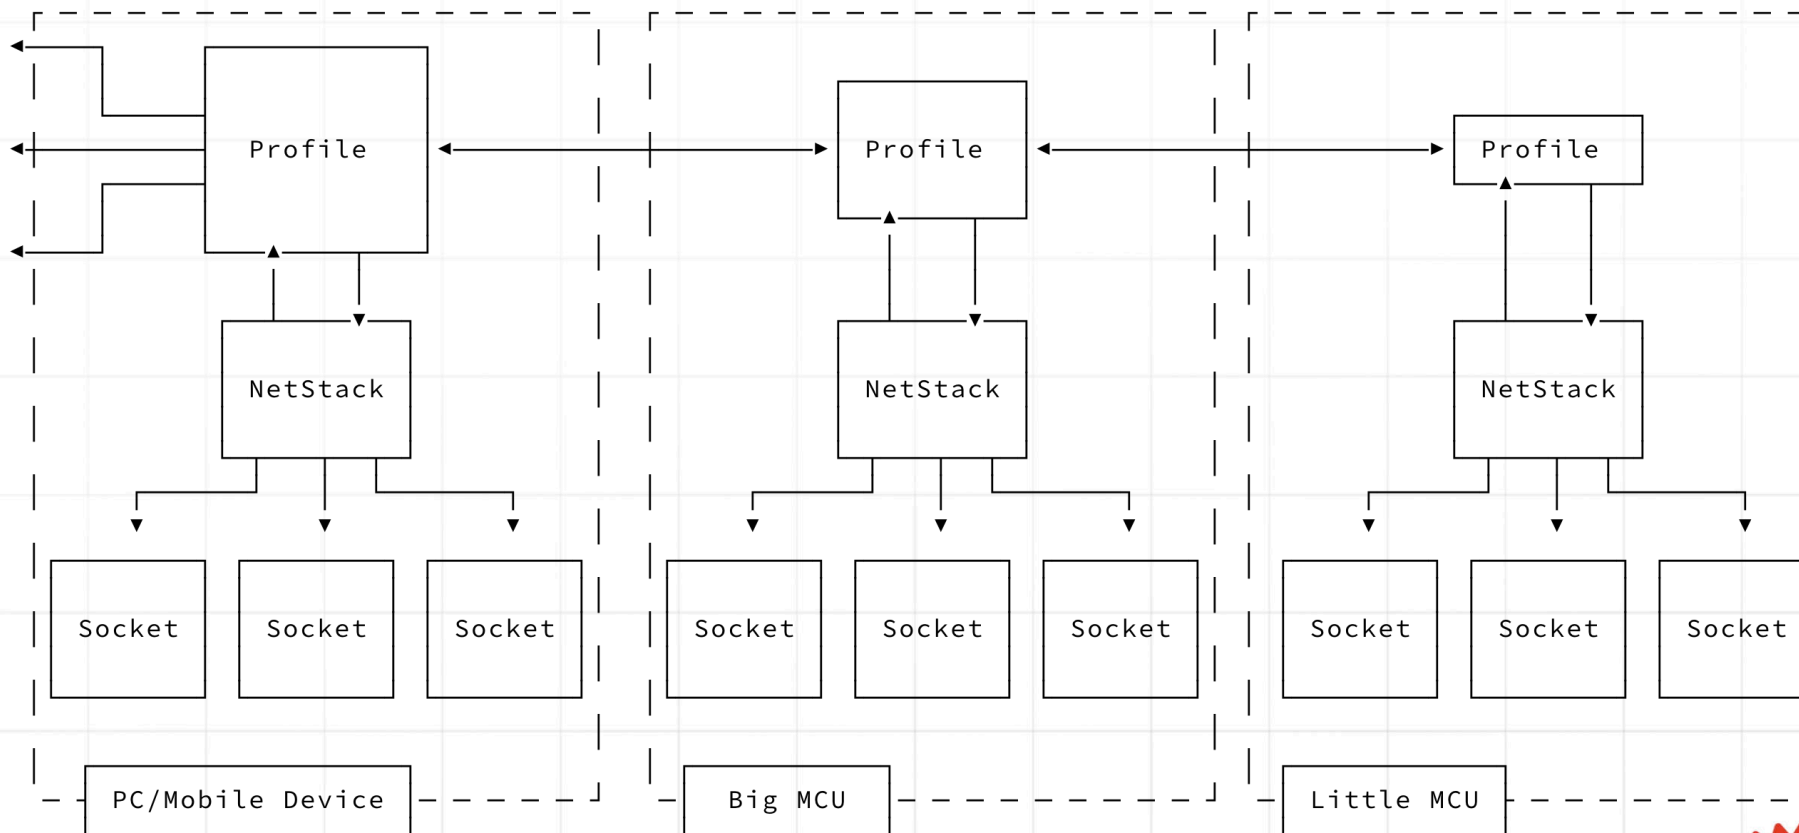 Profile
Profile
Profile
NetStack
NetStack
NetStack
Socket
Socket
Socket
Socket
Socket
Socket
Socket
Socket
Socket
PC/Mobile Device
Big MCU
Little MCU